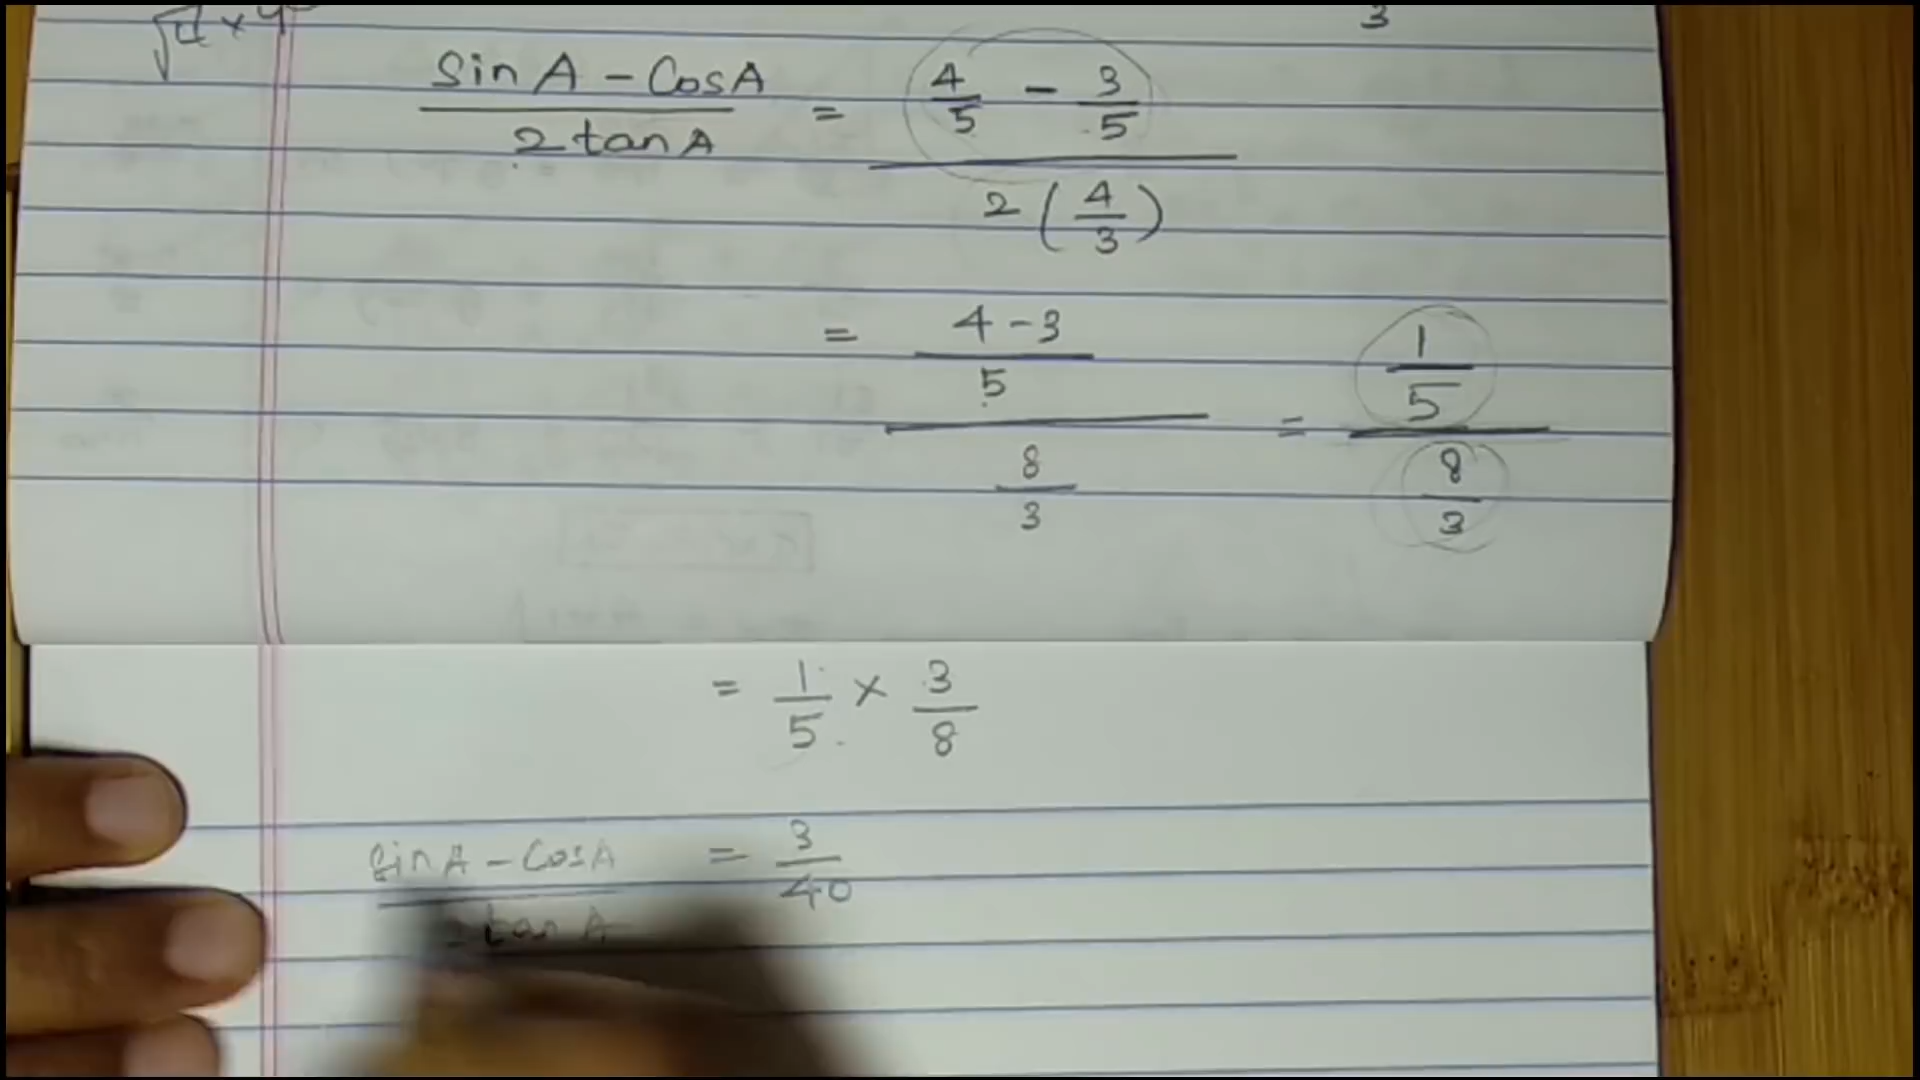 3
sin A - Cos A / 2 tan A = (4/5 - 3/5) / 2 (4/3)
= ((4 - 3)/5) / (8/3) = (1/5) / (8/3)
= 1/5 × 3/8
sin A - Cos A / 2 tan A = 3/40